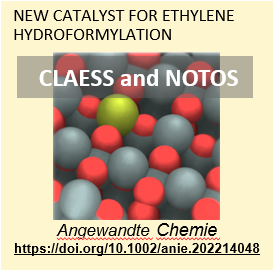 NEW CATALYST FOR ETHYLENE
HYDROFORMYLATION
CLAESS and NOTOS
Angewandte Chemie
https://doi.org/10.1002/anie.202214048